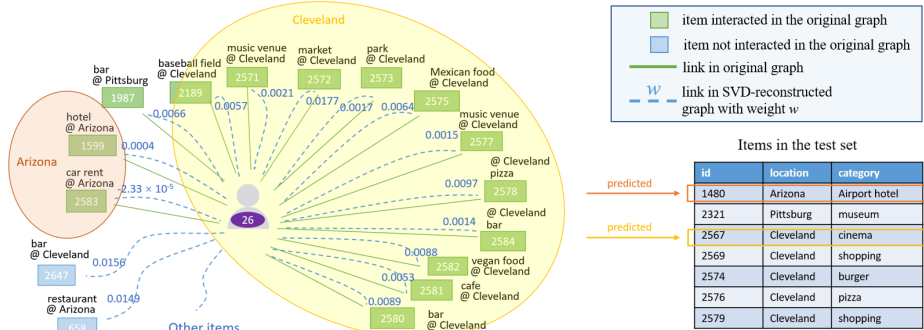 Cleveland
music venue
@ Cleveland
2571
market
@ Cleveland
2572
park
@ Cleveland
2573
baseball field
@ Cleveland
2189
bar
@ Pittsburg
1987
Mexican food
@ Cleveland
2575
hotel
@ Arizona
1599
music venue
@ Cleveland
2577
Arizona
car rent
@ Arizona
2583
@ Cleveland
pizza
2578
@ Cleveland
bar
2584
26
bar
@ Cleveland
2647
2582
vegan food
@ Cleveland
2581
cafe
@ Cleveland
restaurant
@ Arizona
658
2580
bar
@ Cleveland
Other items
0.0066
0.0057
0.0021
0.0177
0.0017
0.0064
0.0015
0.0004
-2.33 × 10⁻⁵
0.0097
0.0014
0.0088
0.0053
0.0089
0.0156
0.0149
item interacted in the original graph
item not interacted in the original graph
link in original graph
w link in SVD-reconstructed
graph with weight w
Items in the test set
id location category
predicted 1480 Arizona Airport hotel
2321 Pittsburg museum
predicted 2567 Cleveland cinema
2569 Cleveland shopping
2574 Cleveland burger
2576 Cleveland pizza
2579 Cleveland shopping